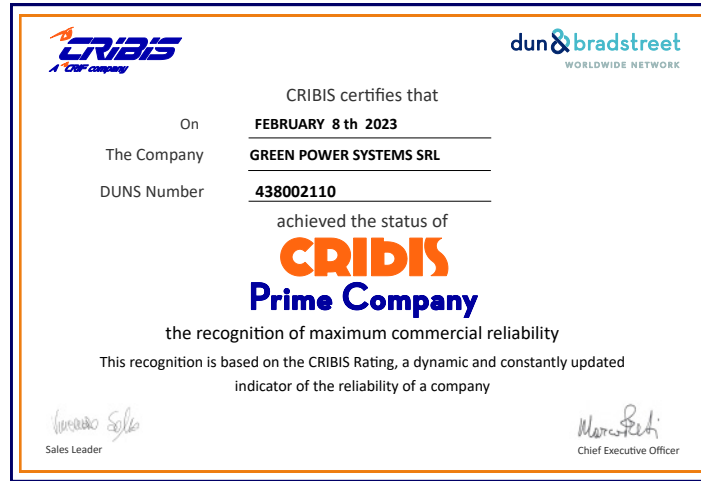 CRIBIS
A CRIF company
dun & bradstreet
WORLDWIDE NETWORK
CRIBIS certifies that
On FEBRUARY 8 th 2023
The Company GREEN POWER SYSTEMS SRL
DUNS Number 438002110
achieved the status of
CRIBIS
Prime Company
the recognition of maximum commercial reliability
This recognition is based on the CRIBIS Rating, a dynamic and constantly updated
indicator of the reliability of a company
Sales Leader
Chief Executive Officer